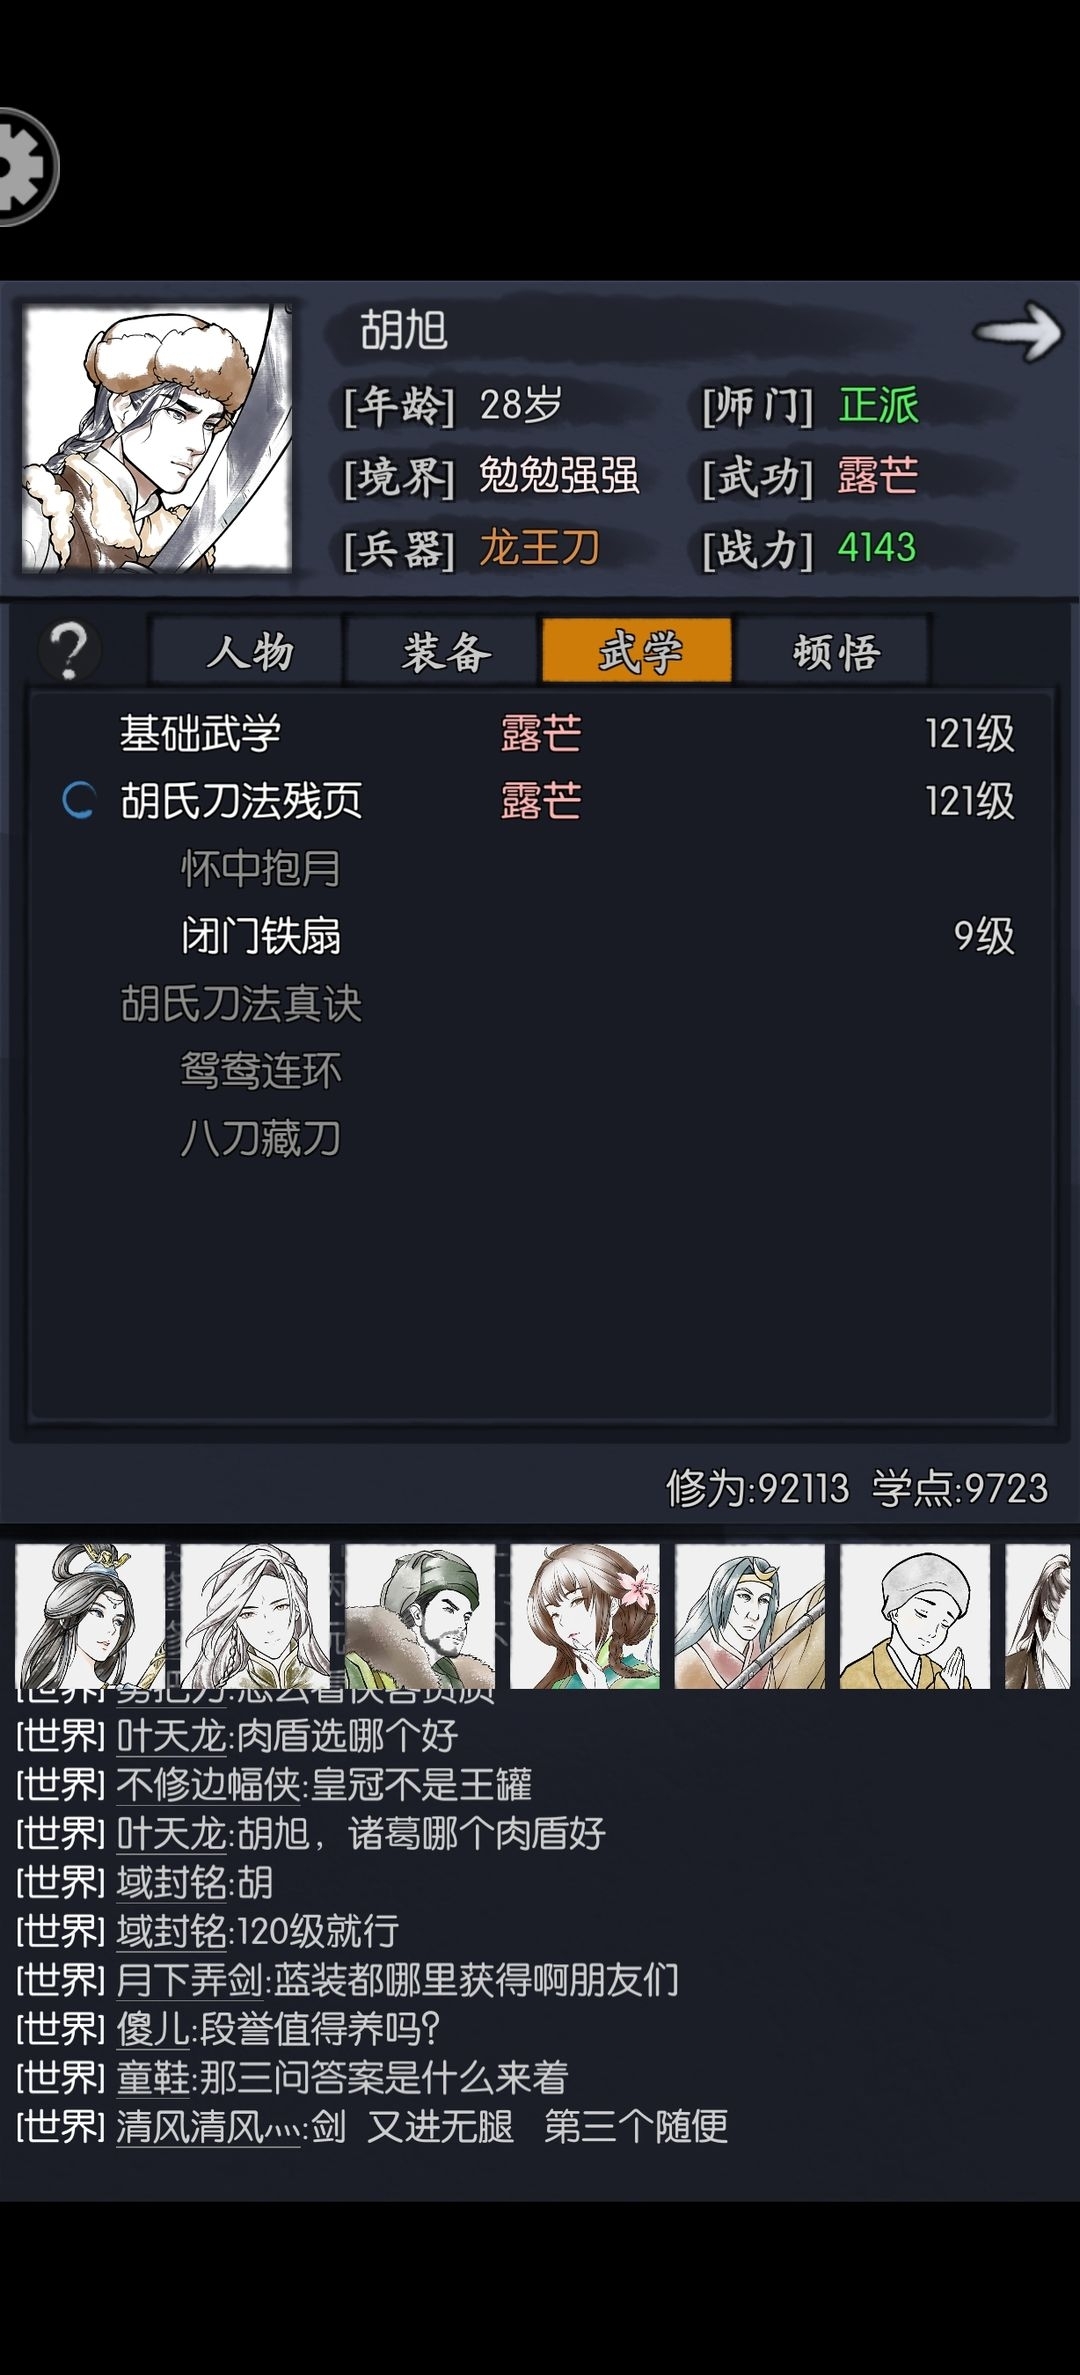 胡旭
[年龄] 28岁 [师门] 正派
[境界] 勉勉强强 [武功] 露芒
[兵器] 龙王刀 [战力] 4143
? 人物 装备 武学 顿悟
基础武学 露芒 121级
胡氏刀法残页 露芒 121级
怀中抱月
闭门铁扇 9级
胡氏刀法真诀
鸳鸯连环
八刀藏刀
修为:92113 学点:9723
[世界] 叶天龙:肉盾选哪个好
[世界] 不修边幅侠:皇冠不是王罐
[世界] 叶天龙:胡旭，诸葛哪个肉盾好
[世界] 域封铭:胡
[世界] 域封铭:120级就行
[世界] 月下弄剑:蓝装都哪里获得啊朋友们
[世界] 傻儿:段誉值得养吗?
[世界] 童鞋:那三问答案是什么来着
[世界] 清风清风灬:剑 又进无腿 第三个随便